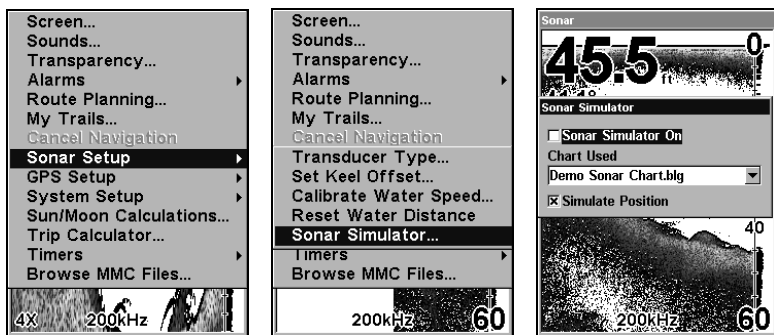 Screen...
Sounds...
Transparency...
Alarms
Route Planning...
My Trails...
Cancel Navigation
Sonar Setup
GPS Setup
System Setup
Sun/Moon Calculations...
Trip Calculator...
Timers
Browse MMC Files...
4X 200kHz
Screen...
Sounds...
Transparency...
Alarms
Route Planning...
My Trails...
Cancel Navigation
Transducer Type...
Set Keel Offset...
Calibrate Water Speed...
Reset Water Distance
Sonar Simulator...
Timers
Browse MMC Files...
200kHz 60
Sonar
45.5 ft 0
Sonar Simulator
Sonar Simulator On
Chart Used
Demo Sonar Chart.blg
Simulate Position
40
200kHz 60